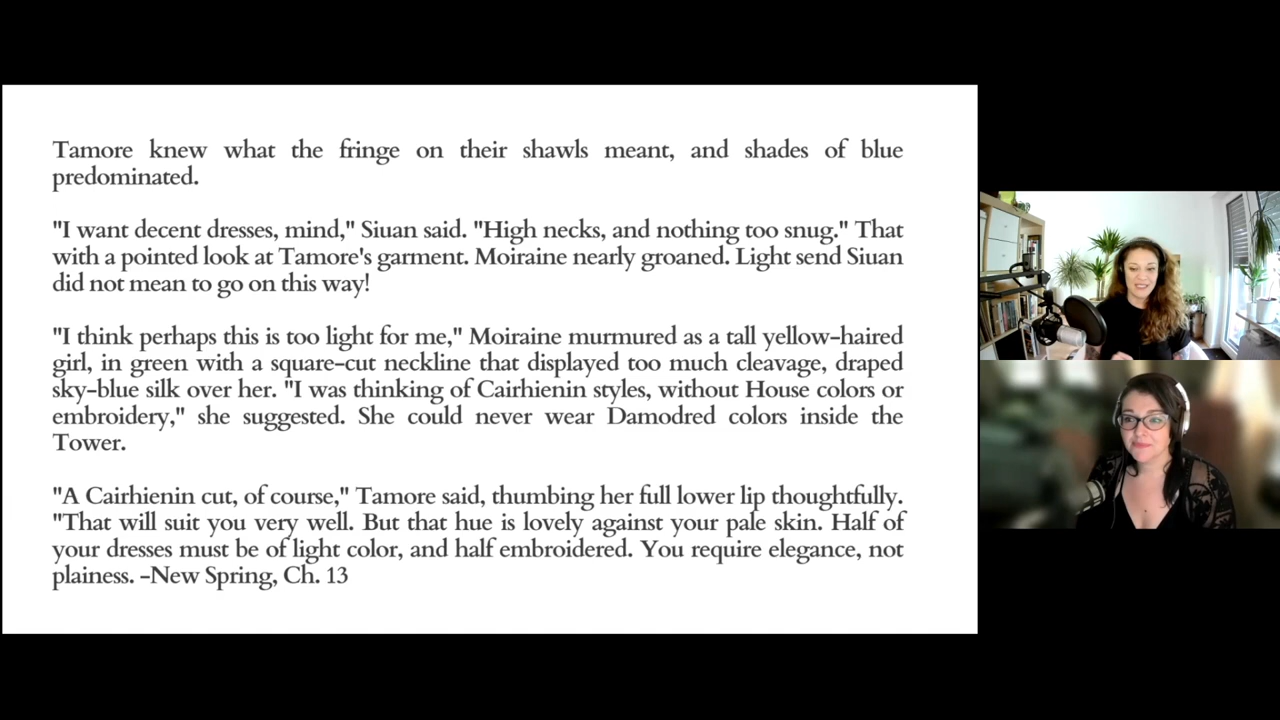 Tamore knew what the fringe on their shawls meant, and shades of blue
predominated.
"I want decent dresses, mind," Siuan said. "High necks, and nothing too snug." That
with a pointed look at Tamore's garment. Moiraine nearly groaned. Light send Siuan
did not mean to go on this way!
"I think perhaps this is too light for me," Moiraine murmured as a tall yellow-haired
girl, in green with a square-cut neckline that displayed too much cleavage, draped
sky-blue silk over her. "I was thinking of Cairhienin styles, without House colors or
embroidery," she suggested. She could never wear Damodred colors inside the
Tower.
"A Cairhienin cut, of course," Tamore said, thumbing her full lower lip thoughtfully.
"That will suit you very well. But that hue is lovely against your pale skin. Half of
your dresses must be of light color, and half embroidered. You require elegance, not
plainess. -New Spring, Ch. 13